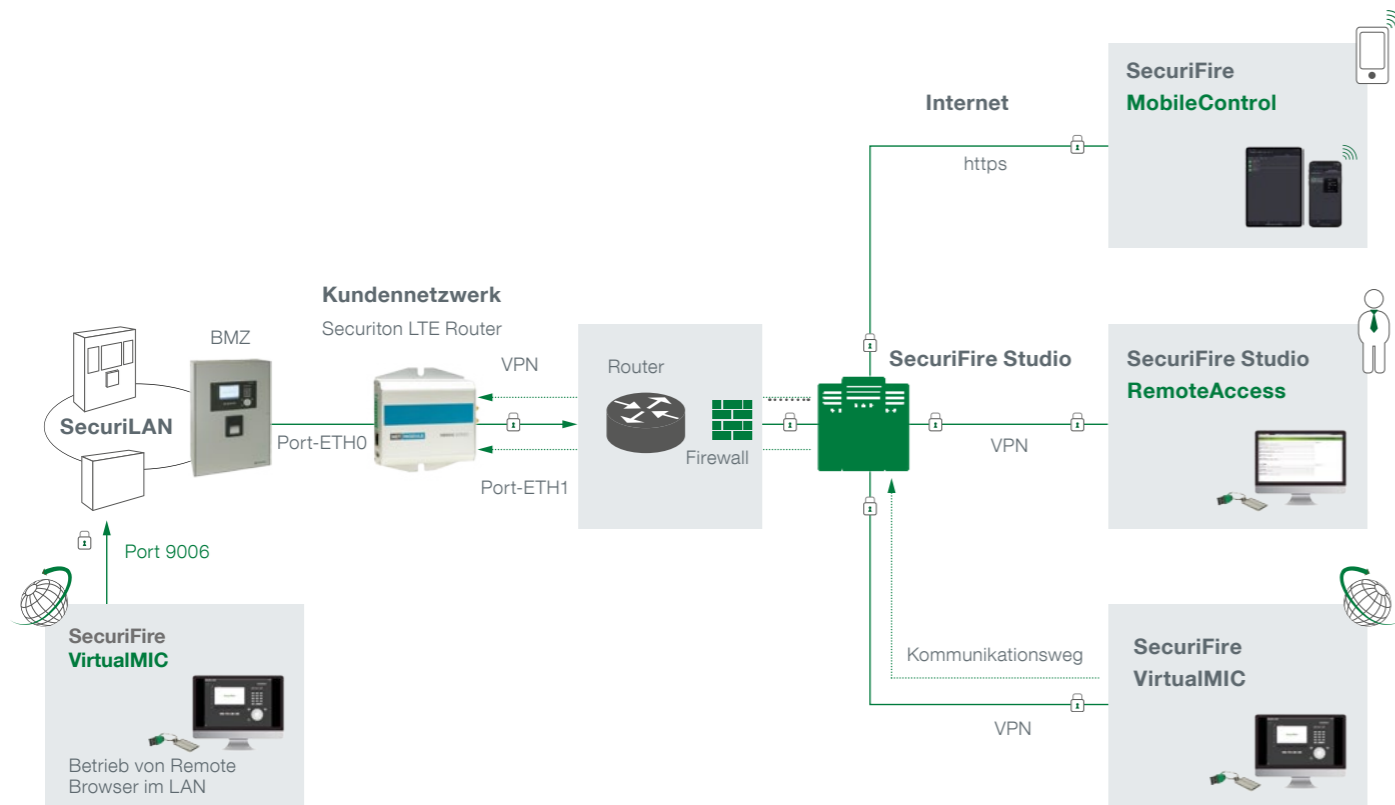 SecuriFire
MobileControl
Internet
https
Kundennetzwerk
Securiton LTE Router
BMZ
VPN
Router
SecuriFire Studio
SecuriFire Studio
RemoteAccess
SecuriLAN
Port-ETH0
Firewall
VPN
Port-ETH1
Port 9006
SecuriFire
VirtualMIC
Betrieb von Remote
Browser im LAN
Kommunikationsweg
VPN
SecuriFire
VirtualMIC